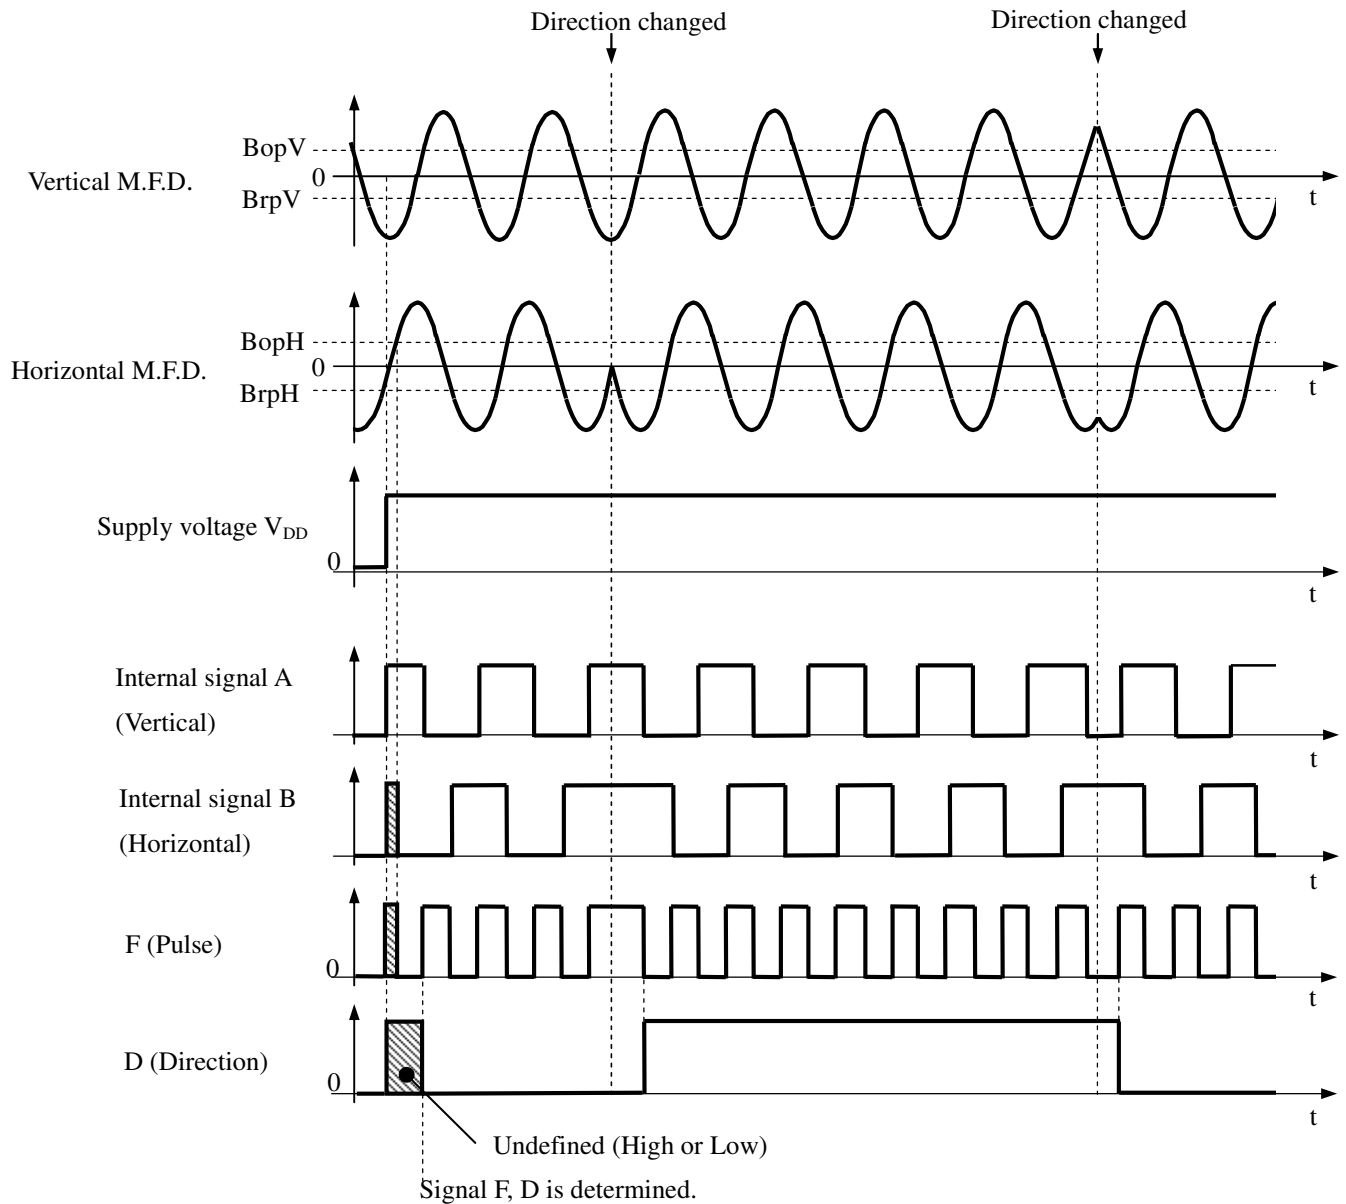 Direction changed
Direction changed
BopV
Vertical M.F.D.
0
BrpV
t
BopH
0
Horizontal M.F.D.
BrpH
t
Supply voltage VDD
0
t
Internal signal A
(Vertical)
t
Internal signal B
(Horizontal)
t
F (Pulse)
0
t
D (Direction)
0
t
Undefined (High or Low)
Signal F, D is determined.